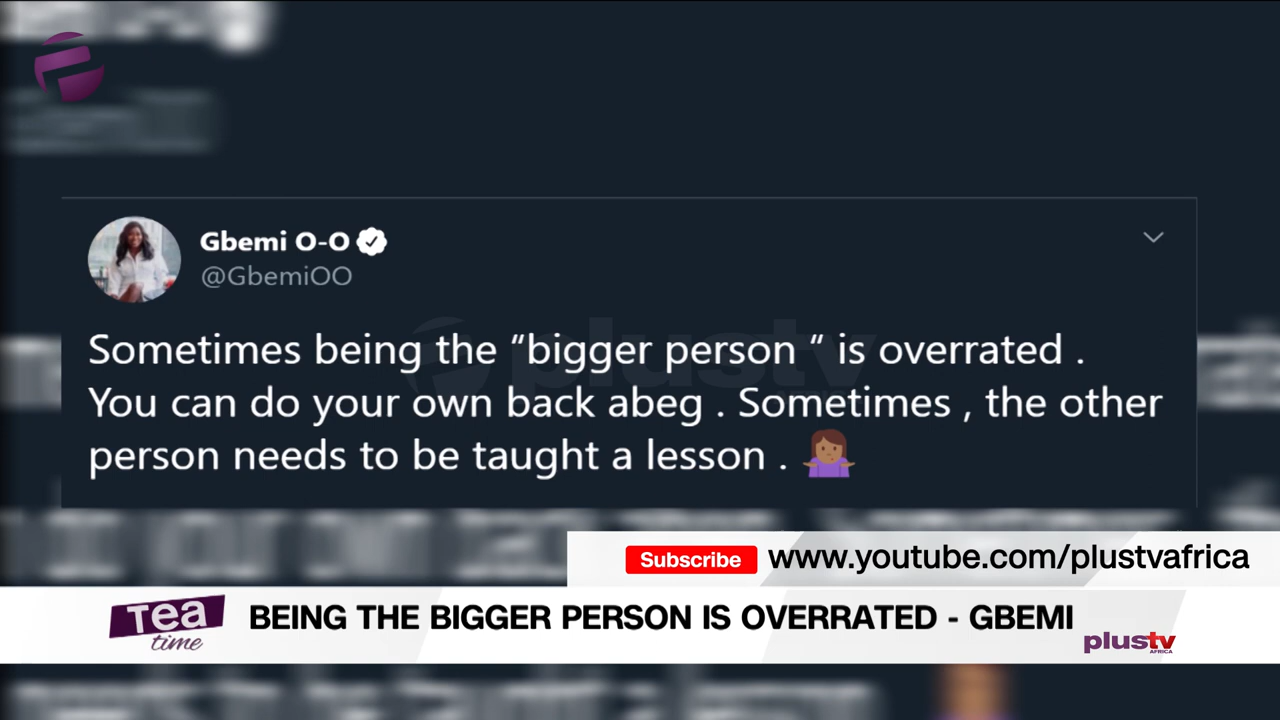 Gbemi O-O
@GbemiOO
Sometimes being the “bigger person “ is overrated .
You can do your own back abeg . Sometimes , the other
person needs to be taught a lesson . 🤷🏽‍♀️
plustv
Subscribe www.youtube.com/plustvafrica
Tea time
BEING THE BIGGER PERSON IS OVERRATED - GBEMI
plustv
AFRICA